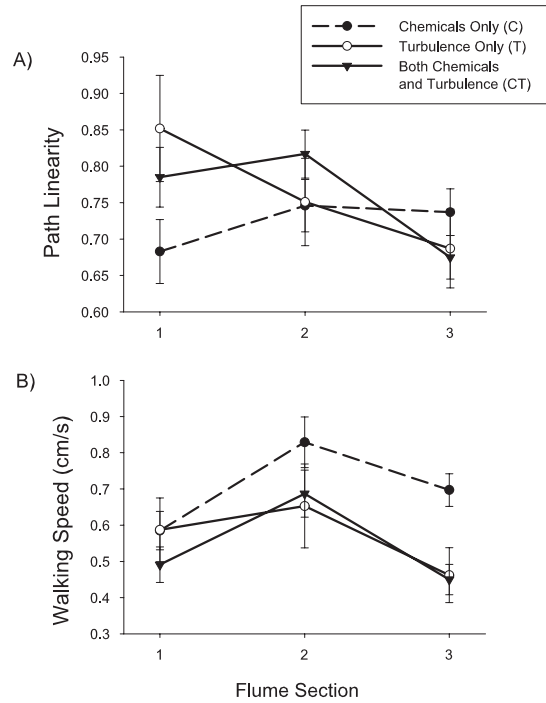 Chemicals Only (C)
Turbulence Only (T)
Both Chemicals
and Turbulence (CT)
A)
0.95
0.90
0.85
0.80
0.75
0.70
0.65
0.60
Path Linearity
1
2
3
B)
1.0
0.9
0.8
0.7
0.6
0.5
0.4
0.3
Walking Speed (cm/s)
1
2
3
Flume Section